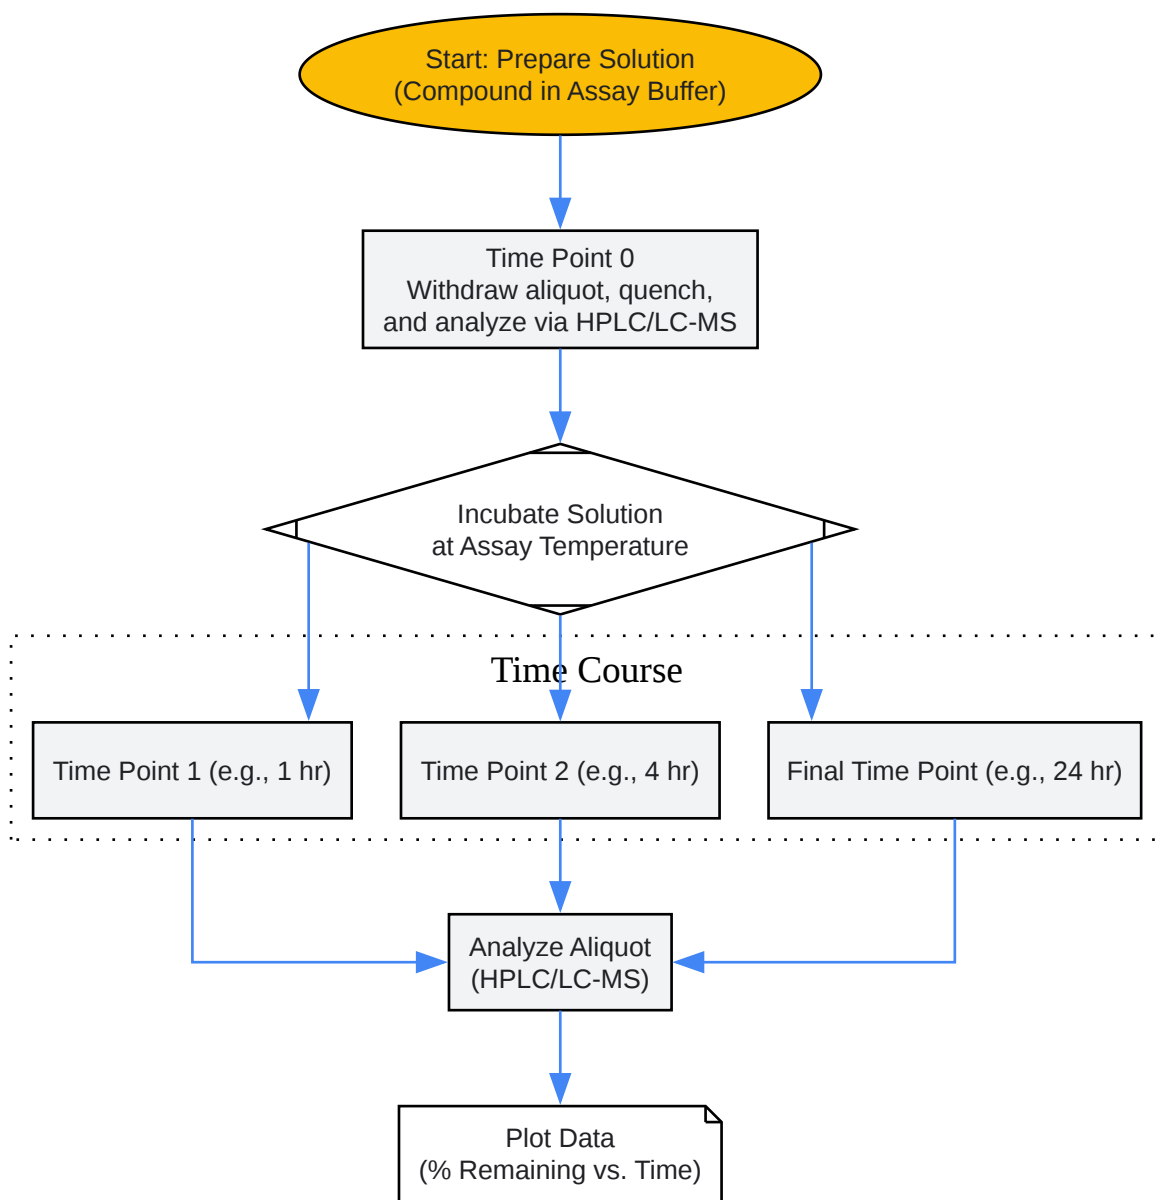 Start: Prepare Solution
(Compound in Assay Buffer)
Time Point 0
Withdraw aliquot, quench,
and analyze via HPLC/LC-MS
Incubate Solution
at Assay Temperature
Time Course
Time Point 1 (e.g., 1 hr)
Time Point 2 (e.g., 4 hr)
Final Time Point (e.g., 24 hr)
Analyze Aliquot
(HPLC/LC-MS)
Plot Data
(% Remaining vs. Time)